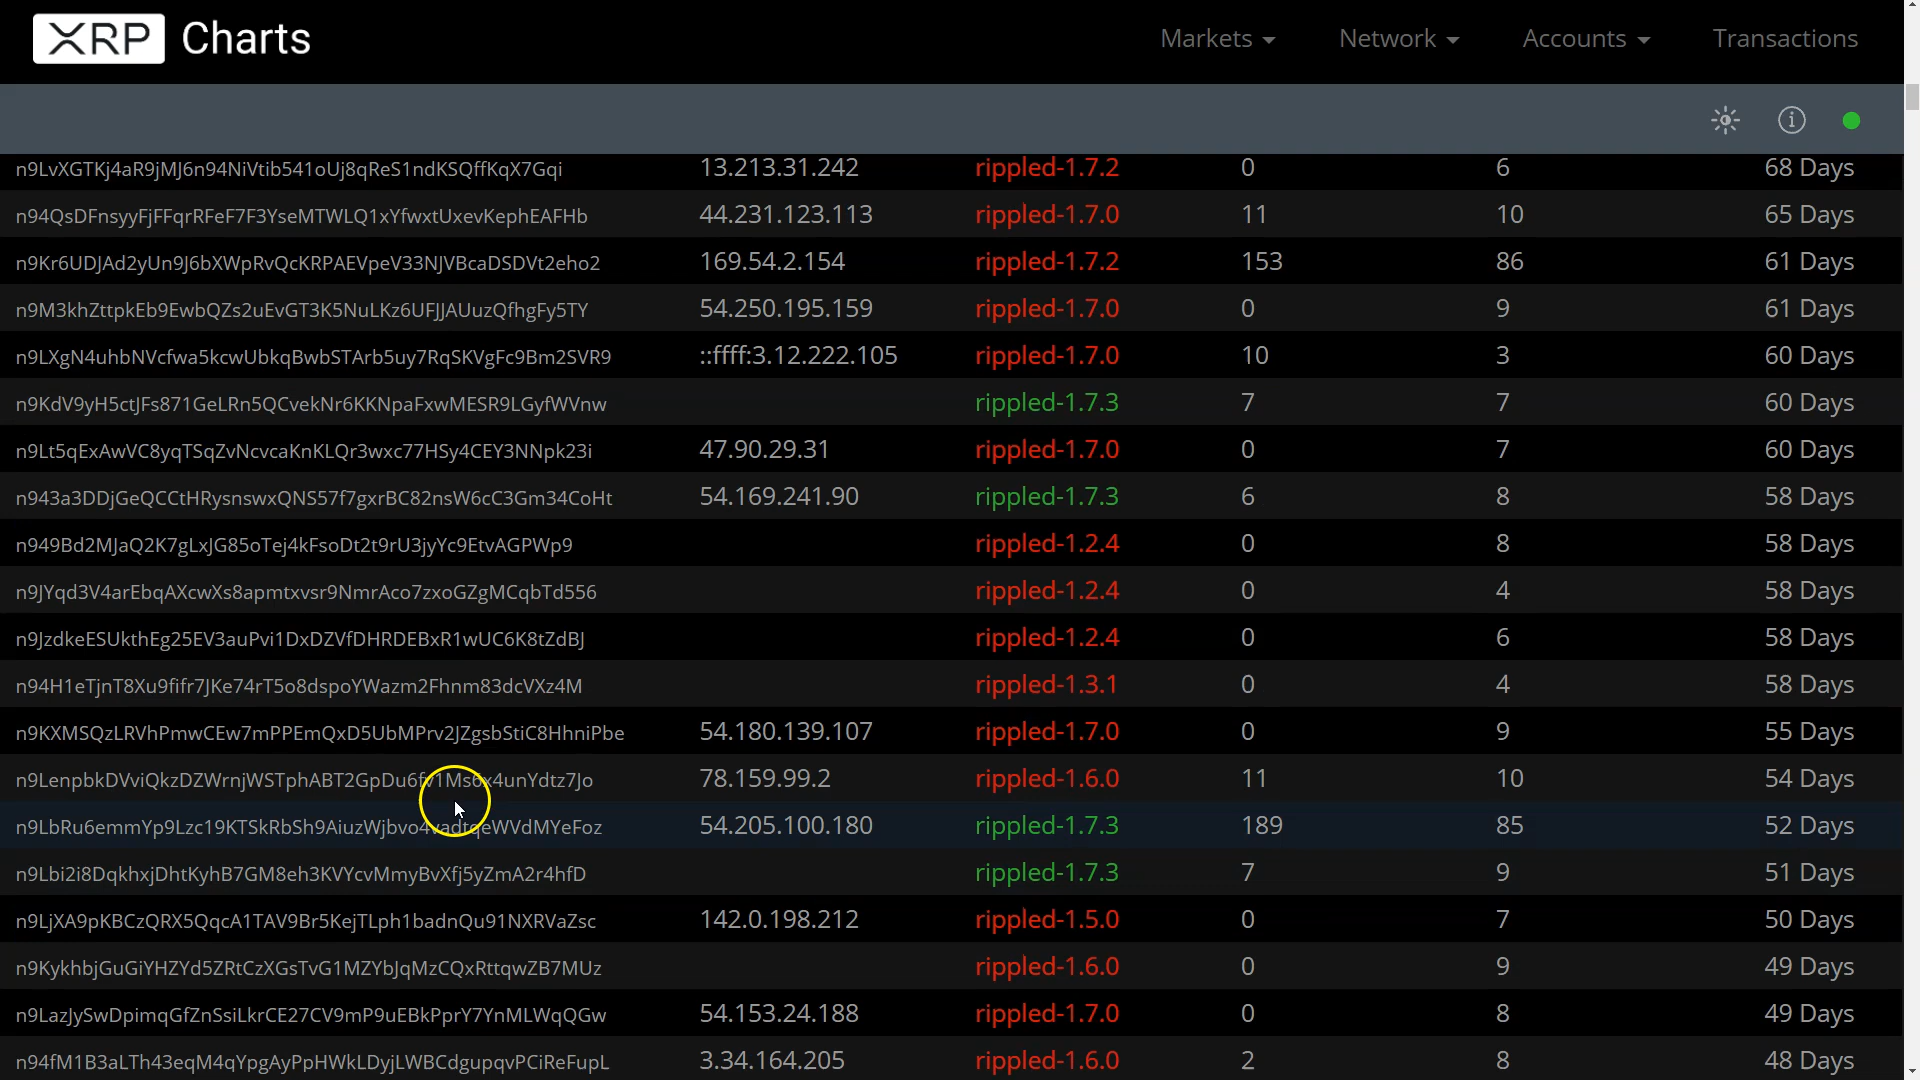 XRP Charts Markets Network Accounts Transactions
n9LvXGTKj4aR9jMJ6n94NiVtib541oUj8qReS1ndKSQffKqX7Gqi 13.213.31.242 rippled-1.7.2 0 6 68 Days
n94QsDFnsyyFjFFqrRFeF7F3YseMTWLQ1xYfwxtUxevKephEAFHb 44.231.123.113 rippled-1.7.0 11 10 65 Days
n9Kr6UDJAd2yUn9J6bXWpRvQcKRPAEVpeV33NJVBcaDSDVt2eho2 169.54.2.154 rippled-1.7.2 153 86 61 Days
n9M3khZttpkEb9EwbQZs2uEvGT3K5NuLKz6UFJJAUuzQfhgFy5TY 54.250.195.159 rippled-1.7.0 0 9 61 Days
n9LXgN4uhbNVcfwa5kcwUbkqBwbSTArb5uy7RqSKVgFc9Bm2SVR9 ::ffff:3.12.222.105 rippled-1.7.0 10 3 60 Days
n9KdV9yH5ctJFs871GeLRn5QCvekNr6KKNpaFxwMESR9LGyfWVnw rippled-1.7.3 7 7 60 Days
n9Lt5qExAwVC8yqTSqZvNcvcaKnKLQr3wxc77HSy4CEY3NNpk23i 47.90.29.31 rippled-1.7.0 0 7 60 Days
n943a3DDjGeQCCtHRysnswxQNS57f7gxrBC82nsW6cC3Gm34CoHt 54.169.241.90 rippled-1.7.3 6 8 58 Days
n949Bd2MJaQ2K7gLxJG85oTej4kFsoDt2t9rU3jyYc9EtvAGPWp9 rippled-1.2.4 0 8 58 Days
n9JYqd3V4arEbqAXcwXs8apmtxvsr9NmrAco7zxoGZgMCqbTd556 rippled-1.2.4 0 4 58 Days
n9JzdkeESUkthEg25EV3auPvi1DxDZVfDHRDEBxR1wUC6K8tZdBJ rippled-1.2.4 0 6 58 Days
n94H1eTjnT8Xu9fifr7JKe74rT5o8dspoYWazm2Fhnm83dcVXz4M rippled-1.3.1 0 4 58 Days
n9KXMSQzLRVhPmwCEw7mPPEmQxD5UbMPrv2JZgsbStiC8HhniPbe 54.180.139.107 rippled-1.7.0 0 9 55 Days
78.159.99.2 rippled-1.6.0 11 10 54 Days
54.205.100.180 rippled-1.7.3 189 85 52 Days
n9Lbi2i8DqkhxjDhtKyhB7GM8eh3KVYcvMmyBvXfj5yZmA2r4hfD rippled-1.7.3 7 9 51 Days
n9LjXA9pKBCzQRX5QqcA1TAV9Br5KejTLph1badnQu91NXRVaZsc 142.0.198.212 rippled-1.5.0 0 7 50 Days
n9KykhbjGuGiYHZYd5ZRtCzXGsTvG1MZYbJqMzCQxRttqwZB7MUz rippled-1.6.0 0 9 49 Days
n9LazJySwDpimqGfZnSsiLkrCE27CV9mP9uEBkPprY7YnMLWqQGw 54.153.24.188 rippled-1.7.0 0 8 49 Days
n94fM1B3aLTh43eqM4qYpgAyPpHWkLDyjLWBCdgupqvPCiReFupL 3.34.164.205 rippled-1.6.0 2 8 48 Days